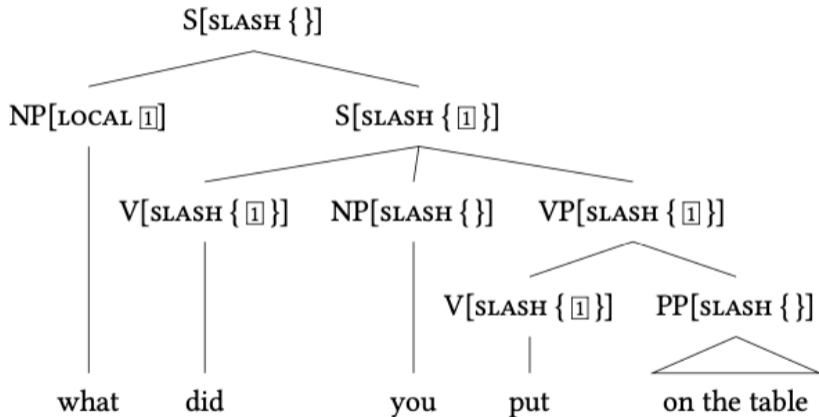 S[SLASH { }]
NP[LOCAL 1] S[SLASH { 1 }]
V[SLASH { 1 }] NP[SLASH { }] VP[SLASH { 1 }]
V[SLASH { 1 }] PP[SLASH { }]
what did you put on the table